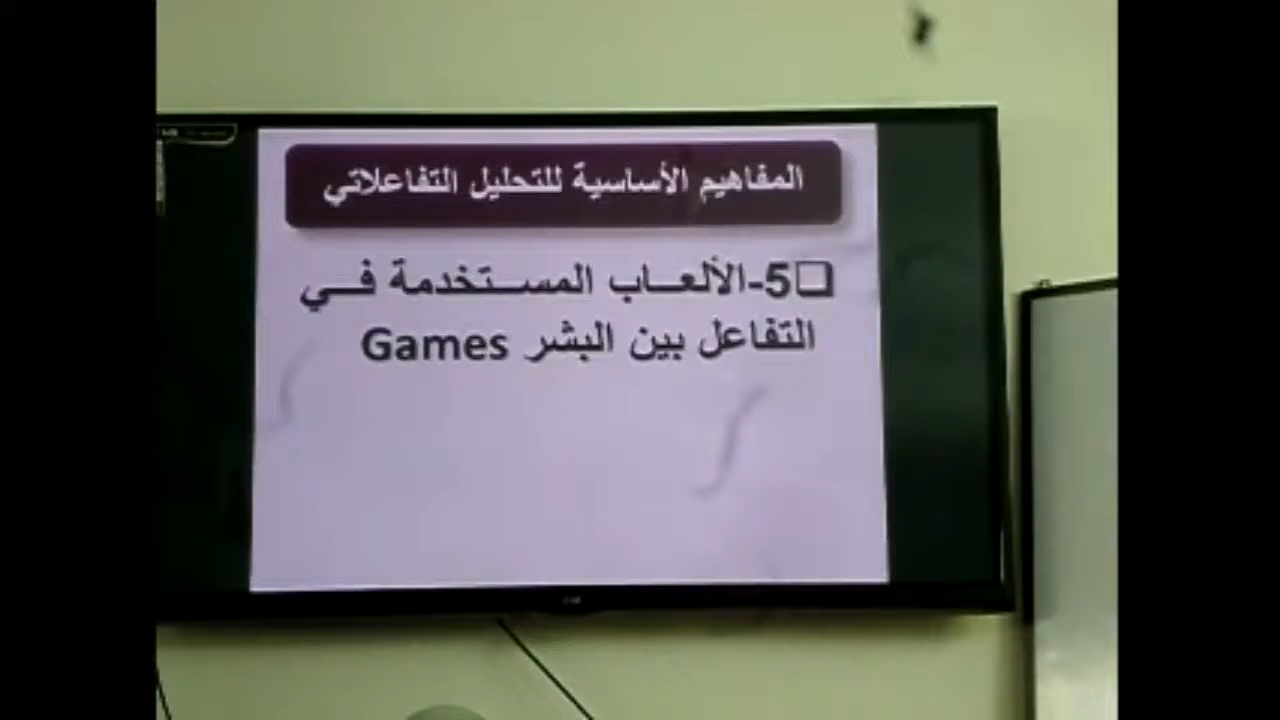 المفاهيم الأساسية للتحليل التفاعلاتي
❑5-الألعاب المستخدمة في
التفاعل بين البشر Games